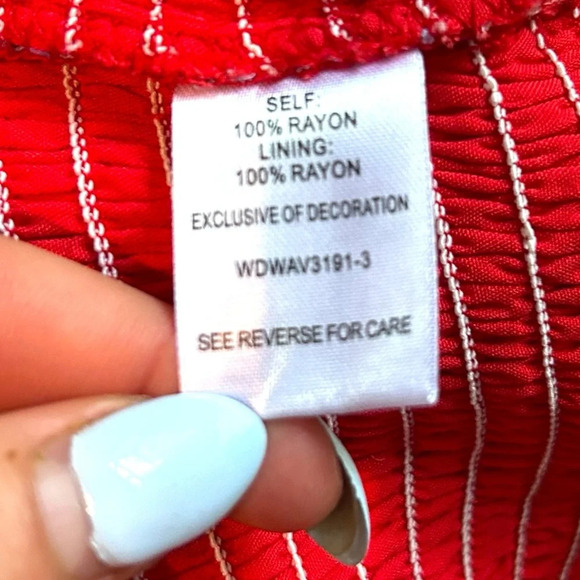 SELF:
100% RAYON
LINING:
100% RAYON
EXCLUSIVE OF DECORATION
WDWAV3191-3
SEE REVERSE FOR CARE